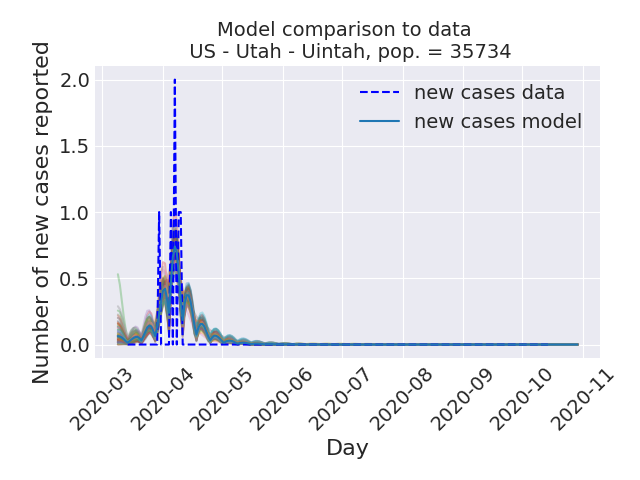 Model comparison to data
US - Utah - Uintah, pop. = 35734
new cases data
new cases model
Number of new cases reported
2.0
1.5
1.0
0.5
0.0
2020-03
2020-04
2020-05
2020-06
2020-07
2020-08
2020-09
2020-10
2020-11
Day